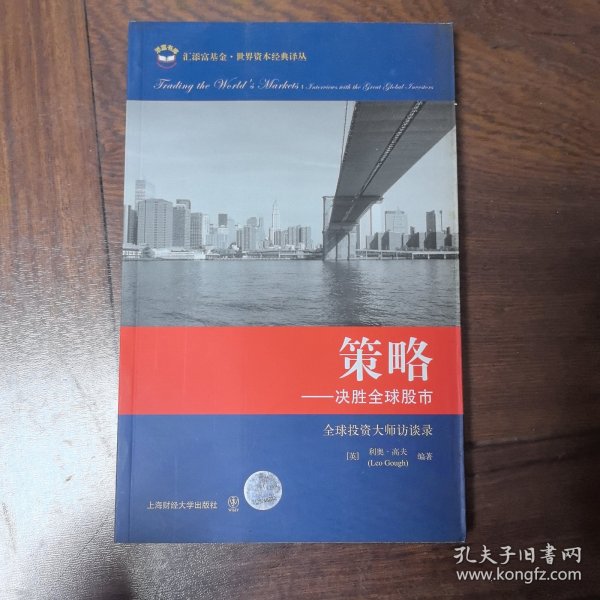 汇添富基金·世界资本经典译丛
Trading the World's Markets: Interviews with the Great Global Investors
策略
——决胜全球股市
全球投资大师访谈录
[英] 利奥·高夫 编著
(Leo Gough)
上海财经大学出版社
孔夫子旧书网
www.kongfz.com